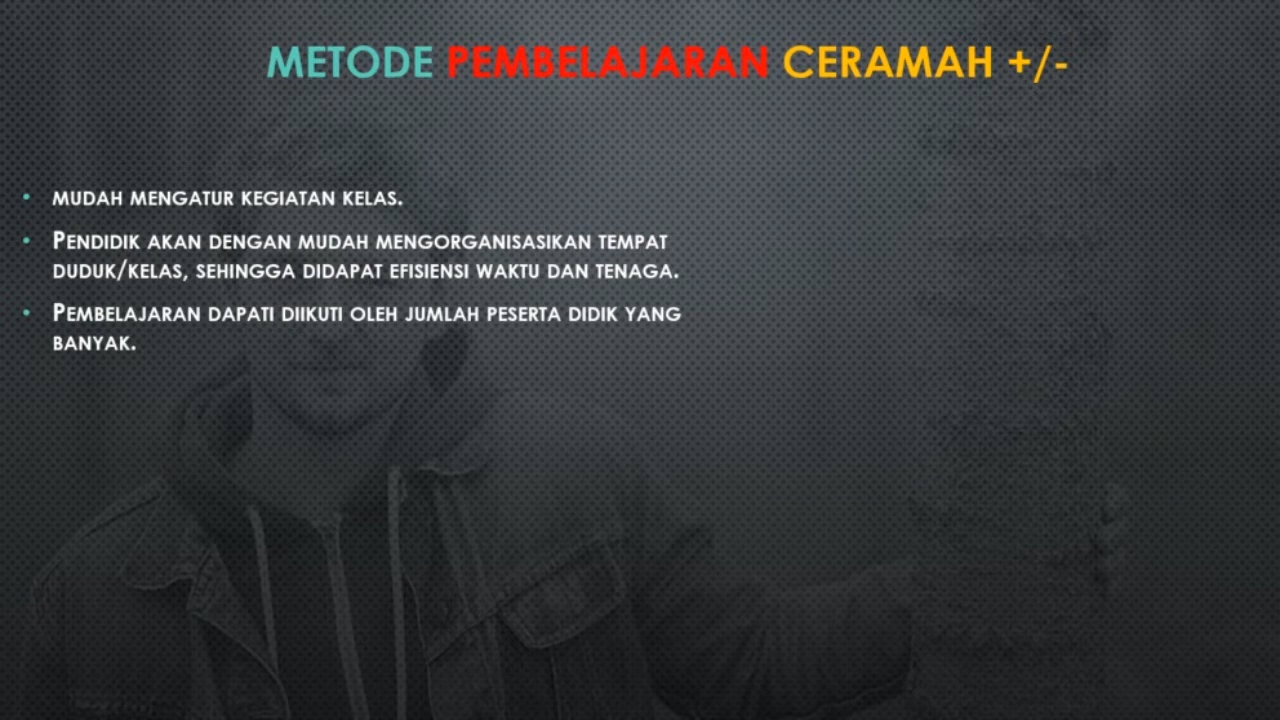 METODE PEMBELAJARAN CERAMAH +/-
• MUDAH MENGATUR KEGIATAN KELAS.
• PENDIDIK AKAN DENGAN MUDAH MENGORGANISASIKAN TEMPAT
DUDUK/KELAS, SEHINGGA DIDAPAT EFISIENSI WAKTU DAN TENAGA.
• PEMBELAJARAN DAPATI DIIKUTI OLEH JUMLAH PESERTA DIDIK YANG
BANYAK.